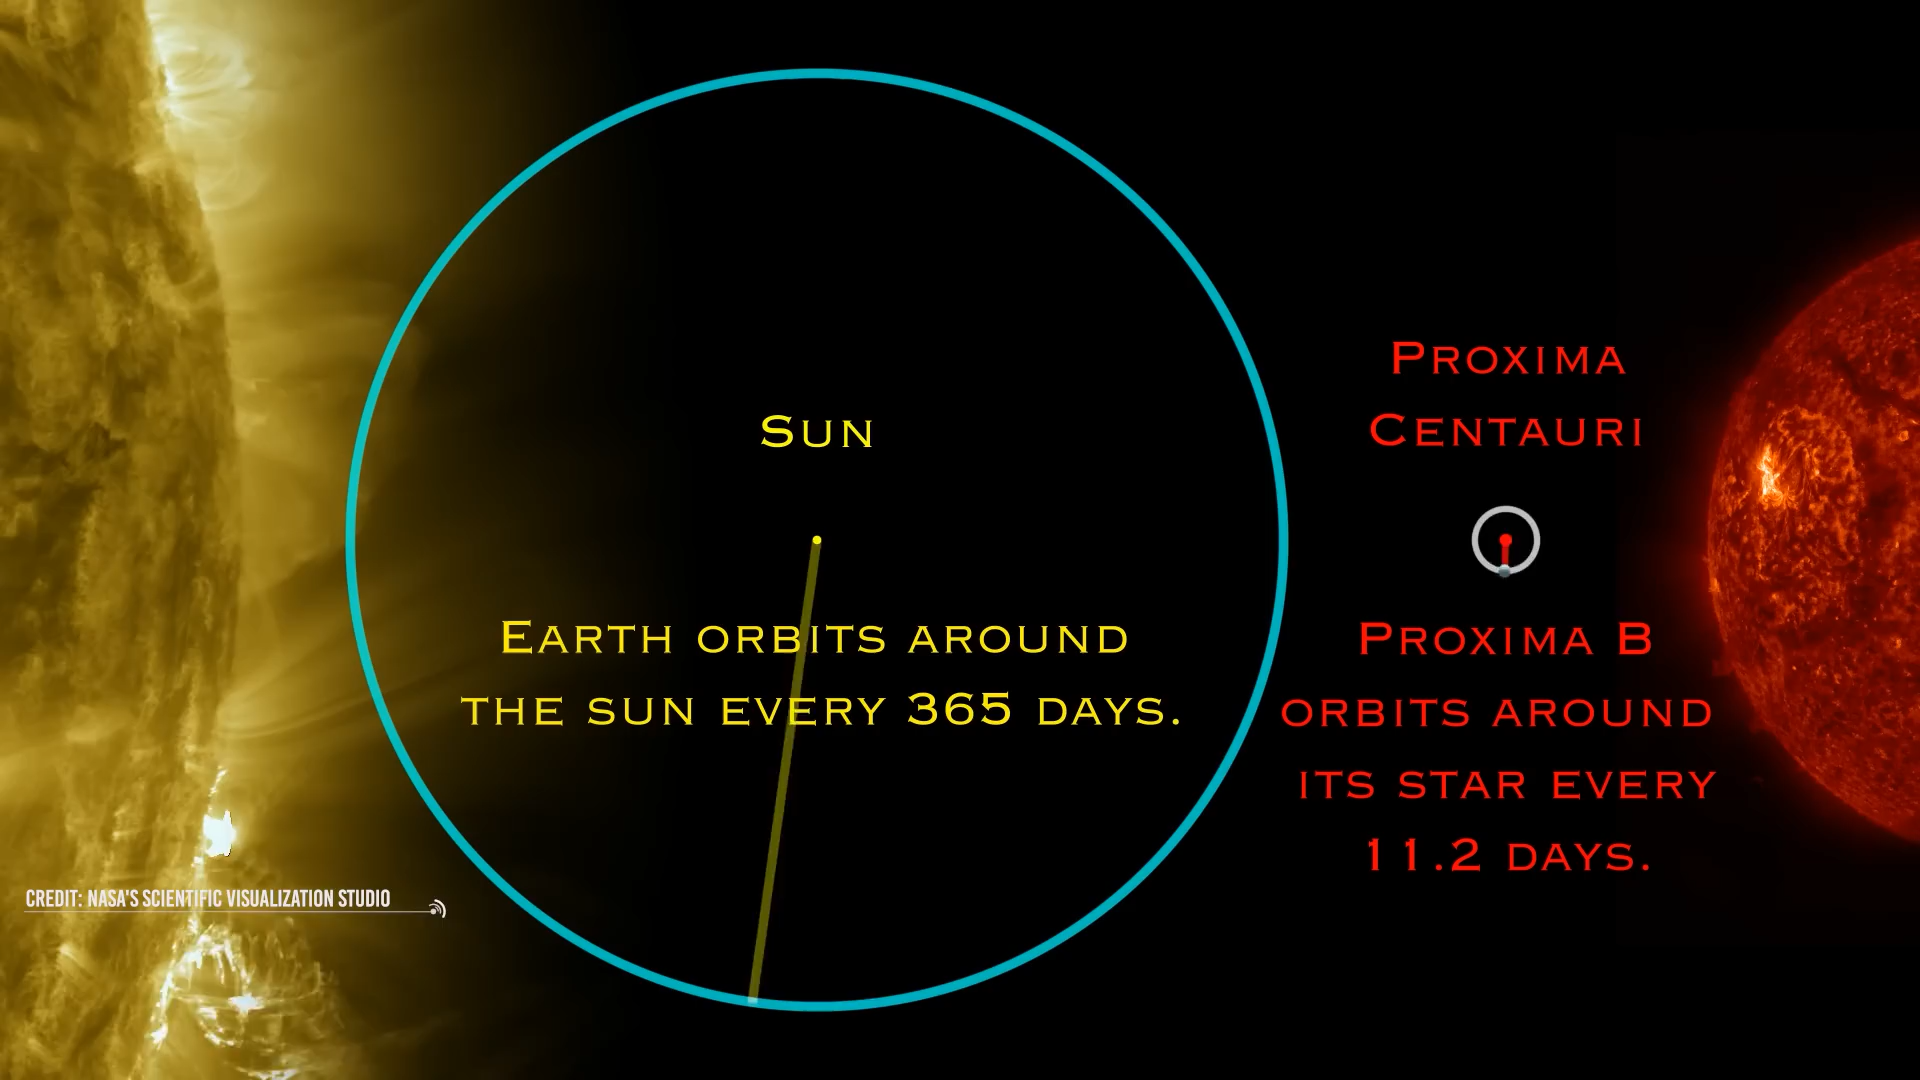 Sun
Earth orbits around
the sun every 365 days.
Proxima
Centauri
Proxima B
orbits around
its star every
11.2 days.
CREDIT: NASA'S SCIENTIFIC VISUALIZATION STUDIO